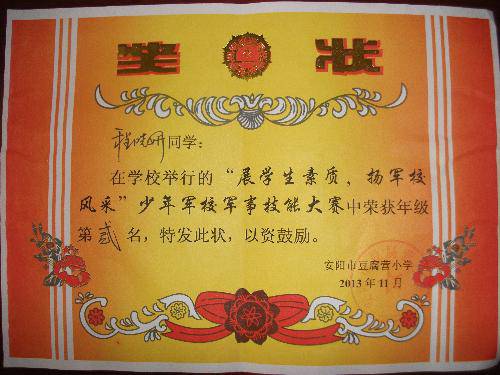 奖状
程晓妍同学：
在学校举行的“展学生素质、扬军校
风采”少年军校军事技能大赛中荣获年级
第贰名，特发此状，以资鼓励。
安阳市豆腐营小学
2013年11月